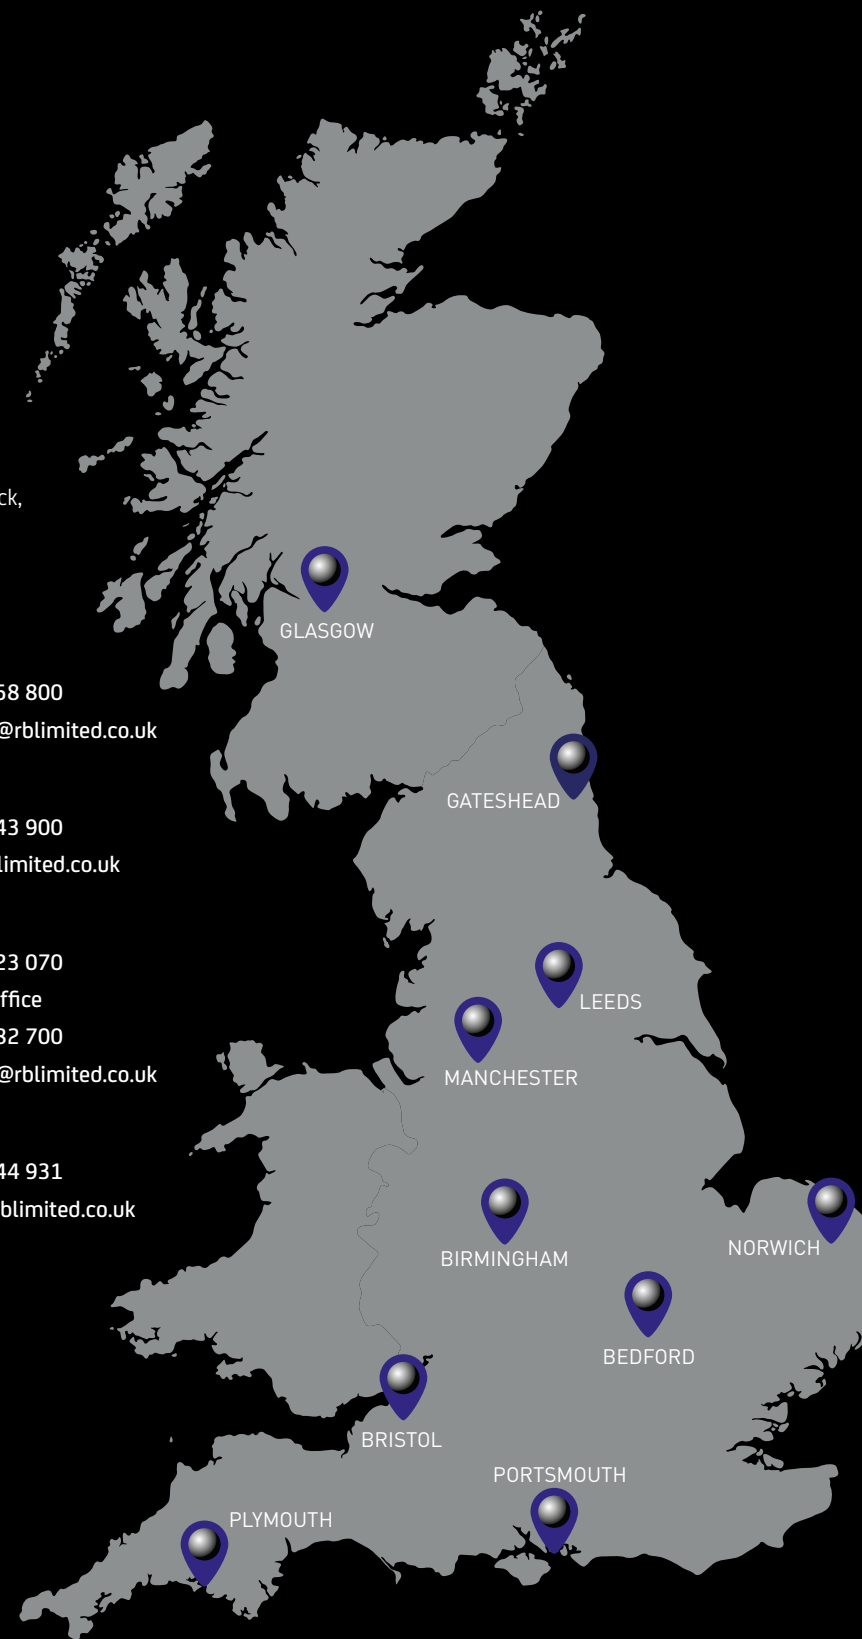 ck,
58 800
@rblimited.co.uk
43 900
limited.co.uk
23 070
ffice
82 700
@rblimited.co.uk
44 931
blimited.co.uk
GLASGOW
GATESHEAD
LEEDS
MANCHESTER
BIRMINGHAM
NORWICH
BEDFORD
BRISTOL
PORTSMOUTH
PLYMOUTH